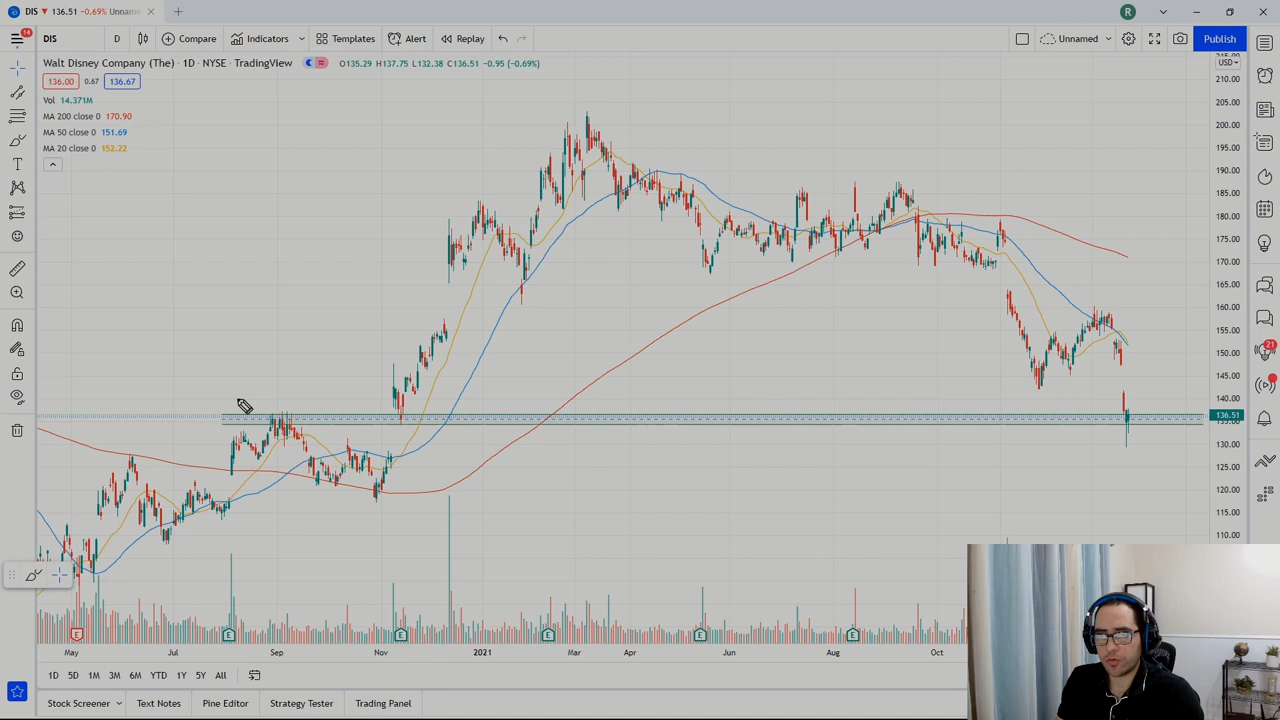 DIS ▼ 136.51 −0.69% Unname
R
14
DIS D Compare Indicators Templates Alert Replay Unnamed Publish
Walt Disney Company (The) · 1D · NYSE · TradingView O135.29 H137.75 L132.38 C136.51 −0.95 (−0.69%)
136.00 0.67 136.67
Vol 14.371M
MA 200 close 0 170.90
MA 50 close 0 151.69
MA 20 close 0 152.22
USD
210.00
205.00
200.00
195.00
190.00
185.00
180.00
175.00
170.00
165.00
160.00
155.00
150.00
145.00
140.00
136.51
130.00
125.00
120.00
115.00
110.00
21
E E E E E E
May Jul Sep Nov 2021 Mar Apr Jun Aug Oct
1D 5D 1M 3M 6M YTD 1Y 5Y All
Stock Screener Text Notes Pine Editor Strategy Tester Trading Panel